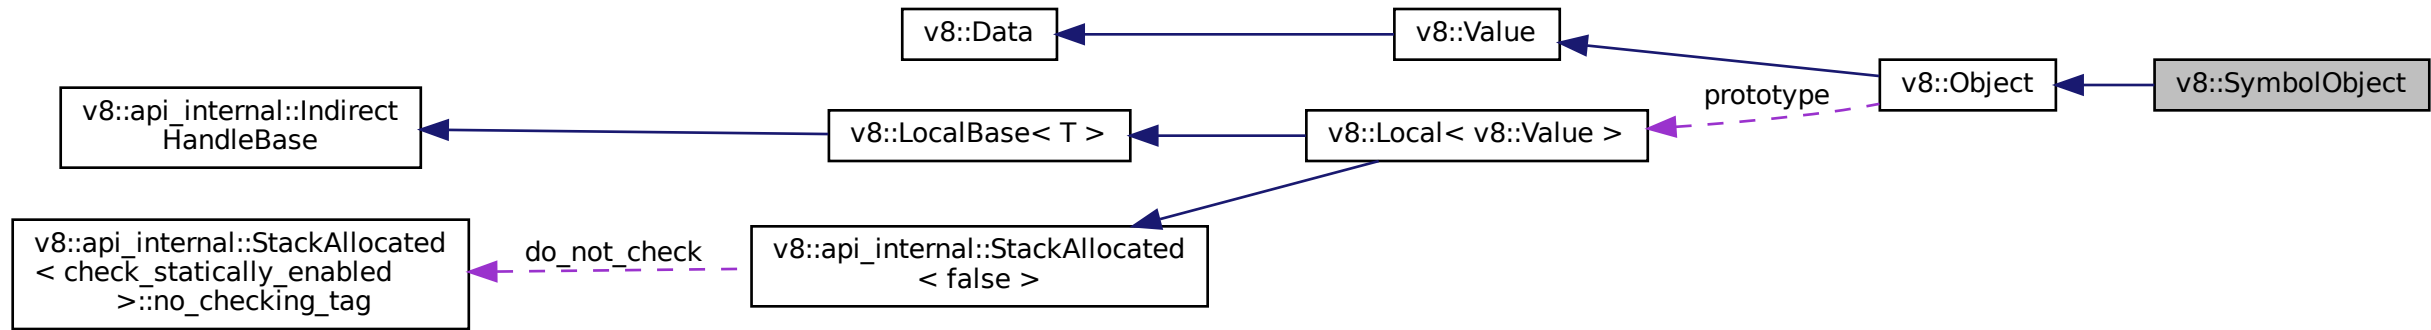 v8::Data
v8::Value
v8::Object
v8::SymbolObject
prototype
v8::api_internal::Indirect
HandleBase
v8::LocalBase< T >
v8::Local< v8::Value >
v8::api_internal::StackAllocated
< check_statically_enabled
>::no_checking_tag
do_not_check
v8::api_internal::StackAllocated
< false >